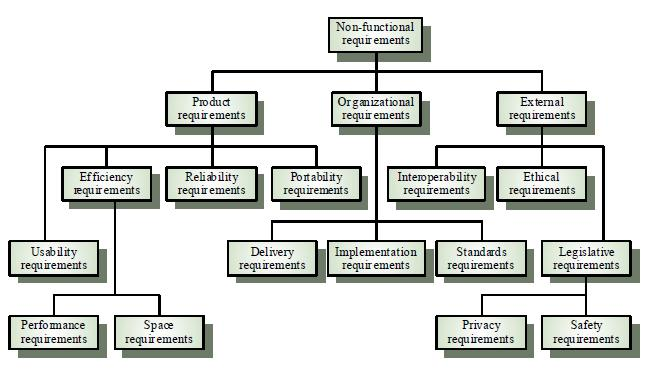 Non-functional
requirements
Product
requirements
Organizational
requirements
External
requirements
Efficiency
requirements
Reliability
requirements
Portability
requirements
Interoperability
requirements
Ethical
requirements
Usability
requirements
Delivery
requirements
Implementation
requirements
Standards
requirements
Legislative
requirements
Performance
requirements
Space
requirements
Privacy
requirements
Safety
requirements